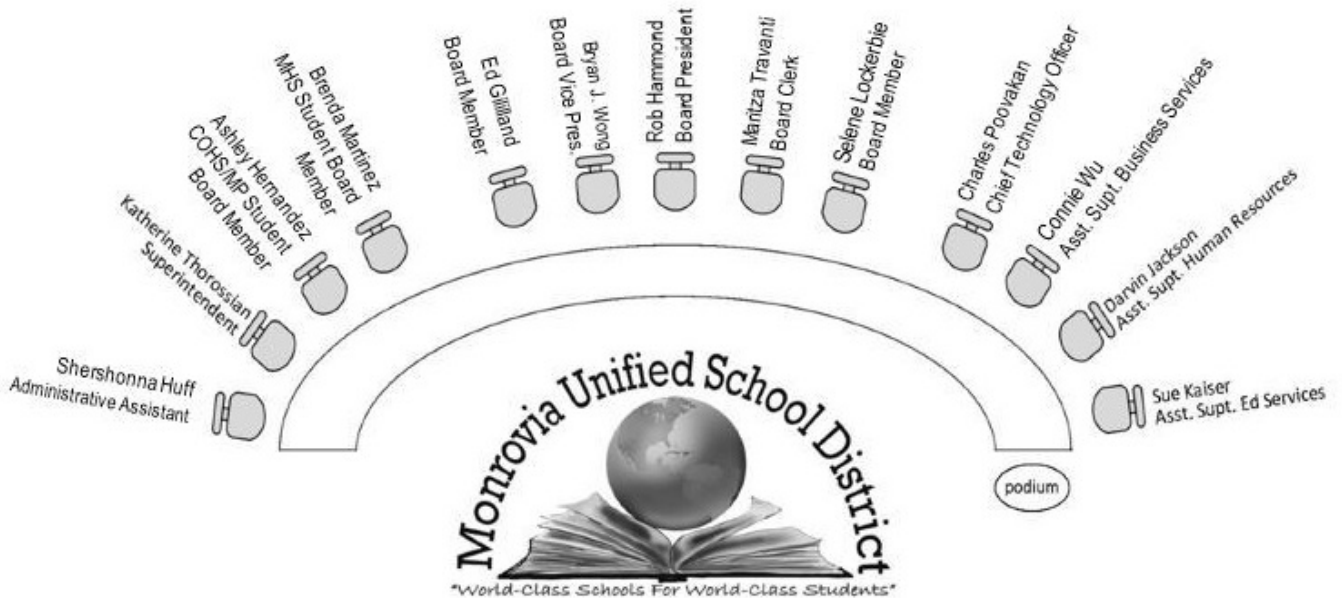 Shershonna Huff
Administrative Assistant
Katherine Thorossian
Superintendent
Ashley Hernandez
COHS/MP Student
Board Member
Brenda Martinez
MHS Student Board
Member
Ed Gililland
Board Member
Bryan J. Wong
Board Vice Pres.
Rob Hammond
Board President
Maritza Travanti
Board Clerk
Selene Lockerbie
Board Member
Charles Poovakan
Chief Technology Officer
Connie Wu
Asst. Supt. Business Services
Darvin Jackson
Asst. Supt. Human Resources
Sue Kaiser
Asst. Supt. Ed Services
podium
Monrovia Unified School District
"World-Class Schools For World-Class Students"